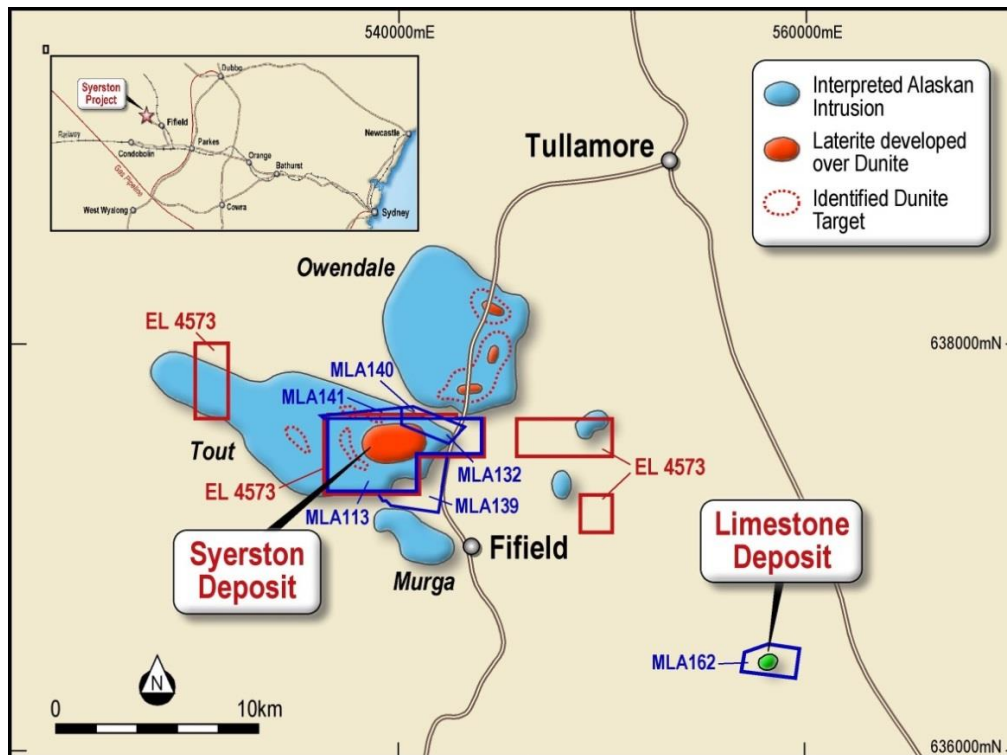 540000mE
560000mE
Syerston
Project
Dubbo
Fifield
Newcastle
Railway
Condobolin
Parkes
Orange
Bathurst
Gas Pipeline
West Wyalong
Cowra
Sydney
Interpreted Alaskan
Intrusion
Laterite developed
over Dunite
Identified Dunite
Target
Tullamore
Owendale
EL 4573
638000mN
MLA140
MLA141
Tout
EL 4573
MLA132
EL 4573
MLA113
MLA139
Syerston
Deposit
Murga
Fifield
Limestone
Deposit
MLA162
N
0
10km
636000mN